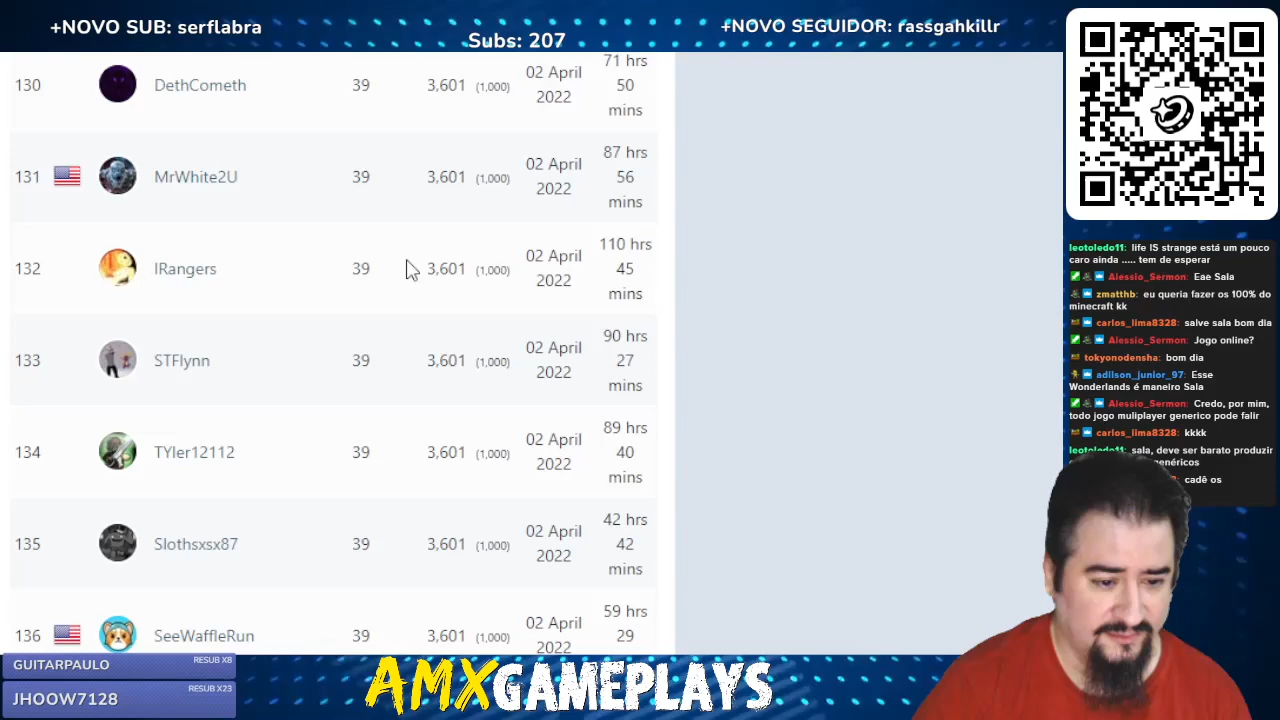 +NOVO SUB: serflabra
Subs: 207
+NOVO SEGUIDOR: rassgahkillr
130 DethCometh 39 3,601 (1,000) 02 April 2022 71 hrs 50 mins
131 MrWhite2U 39 3,601 (1,000) 02 April 2022 87 hrs 56 mins
132 IRangers 39 3,601 (1,000) 02 April 2022 110 hrs 45 mins
133 STFlynn 39 3,601 (1,000) 02 April 2022 90 hrs 27 mins
134 TYler12112 39 3,601 (1,000) 02 April 2022 89 hrs 40 mins
135 Slothsxsx87 39 3,601 (1,000) 02 April 2022 42 hrs 42 mins
136 SeeWaffleRun 39 3,601 (1,000) 02 April 2022 59 hrs 29
leotoledo11: life IS strange está um pouco
caro ainda ..... tem de esperar
Alessio_Sermon: Eae Sala
zmatthb: eu queria fazer os 100% do
minecraft kk
carlos_lima8328: salve sala bom dia
Alessio_Sermon: Jogo online?
tokyonodensha: bom dia
adilson_junior_97: Esse
Wonderlands é maneiro Sala
Alessio_Sermon: Credo, por mim,
todo jogo muliplayer generico pode falir
carlos_lima8328: kkkk
leotoledo11: sala, deve ser barato produzir
genéricos
cadê os
GUITARPAULO RESUB X8
JHOOW7128 RESUB X23
AMXGAMEPLAYS